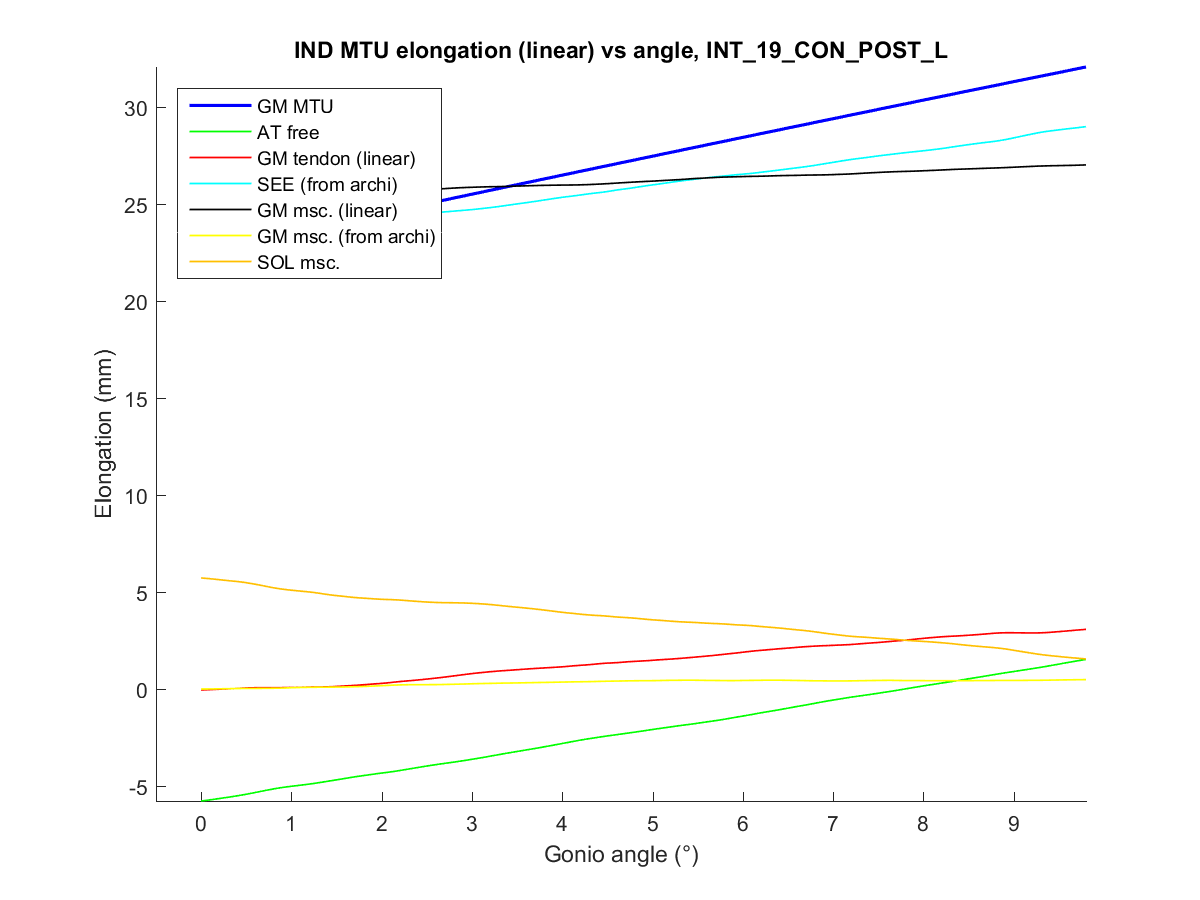 IND MTU elongation (linear) vs angle, INT_19_CON_POST_L
GM MTU
AT free
GM tendon (linear)
SEE (from archi)
GM msc. (linear)
GM msc. (from archi)
SOL msc.
Elongation (mm)
30
25
20
15
10
5
0
-5
0 1 2 3 4 5 6 7 8 9
Gonio angle (°)